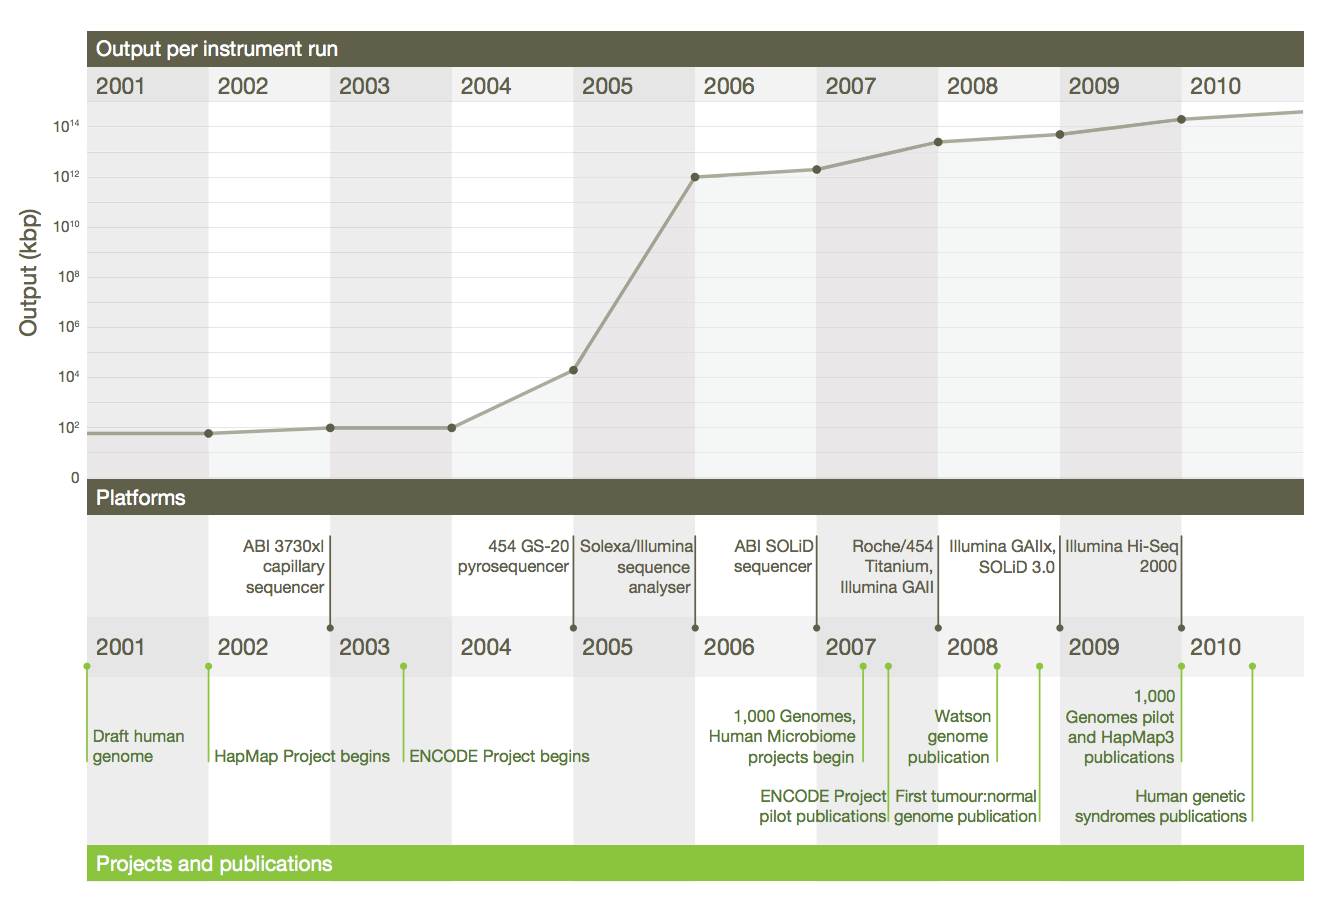 Output per instrument run
2001 2002 2003 2004 2005 2006 2007 2008 2009 2010
Output (kbp)
10¹⁴
10¹²
10¹⁰
10⁸
10⁶
10⁴
10²
0
Platforms
ABI 3730xl
capillary
sequencer
454 GS-20
pyrosequencer
Solexa/Illumina
sequence
analyser
ABI SOLiD
sequencer
Roche/454
Titanium,
Illumina GAII
Illumina GAIIx,
SOLiD 3.0
Illumina Hi-Seq
2000
2001 2002 2003 2004 2005 2006 2007 2008 2009 2010
Draft human
genome
HapMap Project begins
ENCODE Project begins
1,000 Genomes,
Human Microbiome
projects begin
ENCODE Project
pilot publications
Watson
genome
publication
First tumour:normal
genome publication
1,000
Genomes pilot
and HapMap3
publications
Human genetic
syndromes publications
Projects and publications